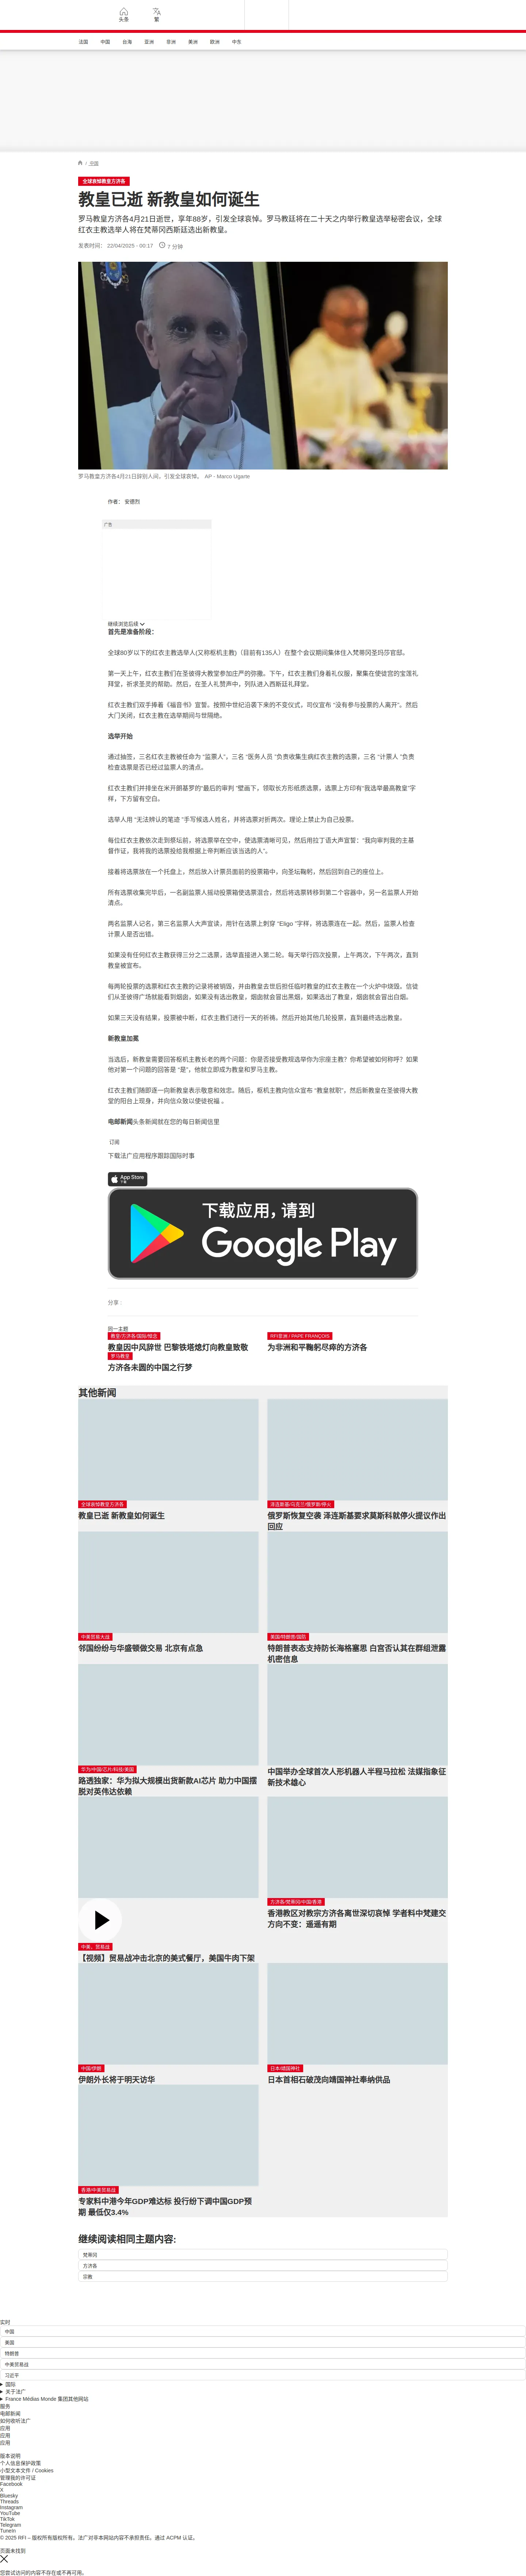 头条
繁
法国
中国
台海
亚洲
非洲
美洲
欧洲
中东
/ 中国
全球哀悼教皇方济各
教皇已逝 新教皇如何诞生
罗马教皇方济各4月21日逝世，享年88岁，引发全球哀悼。罗马教廷将在二十天之内举行教皇选举秘密会议，全球
红衣主教选举人将在梵蒂冈西斯廷选出新教皇。
发表时间： 22/04/2025 - 00:17
7 分钟
罗马教皇方济各4月21日辞别人间，引发全球哀悼。 AP - Marco Ugarte
作者： 安德烈
广告
继续浏览后续
首先是准备阶段：
全球80岁以下的红衣主教选举人(又称枢机主教)（目前有135人）在整个会议期间集体住入梵蒂冈圣玛莎官邸。
第一天上午，红衣主教们在圣彼得大教堂参加庄严的弥撒。下午，红衣主教们身着礼仪服，聚集在使徒宫的宝莲礼
拜堂，祈求圣灵的帮助。然后，在圣人礼赞声中，列队进入西斯廷礼拜堂。
红衣主教们双手捧着《福音书》宣誓。按照中世纪沿袭下来的不变仪式，司仪宣布 “没有参与投票的人离开”。然后
大门关闭，红衣主教在选举期间与世隔绝。
选举开始
通过抽签，三名红衣主教被任命为 “监票人”，三名 “医务人员 ”负责收集生病红衣主教的选票，三名 “计票人 ”负责
检查选票是否已经过监票人的清点。
红衣主教们并排坐在米开朗基罗的“最后的审判 ”壁画下，领取长方形纸质选票，选票上方印有“我选举最高教皇”字
样，下方留有空白。
选举人用 “无法辨认的笔迹 ”手写候选人姓名，并将选票对折两次。理论上禁止为自己投票。
每位红衣主教依次走到祭坛前，将选票举在空中，使选票清晰可见，然后用拉丁语大声宣誓：“我向审判我的主基
督作证，我将我的选票投给我根据上帝判断应该当选的人”。
接着将选票放在一个托盘上，然后放入计票员面前的投票箱中，向圣坛鞠躬，然后回到自己的座位上。
所有选票收集完毕后，一名副监票人摇动投票箱使选票混合，然后将选票转移到第二个容器中，另一名监票人开始
清点。
两名监票人记名，第三名监票人大声宣读，用针在选票上刺穿 “Eligo ”字样，将选票连在一起。然后，监票人检查
计票人是否出错。
如果没有任何红衣主教获得三分之二选票，选举直接进入第二轮。每天举行四次投票，上午两次，下午两次，直到
教皇被宣布。
每两轮投票的选票和红衣主教的记录将被销毁，并由教皇去世后担任临时教皇的红衣主教在一个火炉中烧毁。信徒
们从圣彼得广场就能看到烟囱，如果没有选出教皇，烟囱就会冒出黑烟，如果选出了教皇，烟囱就会冒出白烟。
如果三天没有结果，投票被中断，红衣主教们进行一天的祈祷，然后开始其他几轮投票，直到最终选出教皇。
新教皇加冕
当选后，新教皇需要回答枢机主教长老的两个问题：你是否接受教规选举你为宗座主教？你希望被如何称呼？如果
他对第一个问题的回答是 “是”，他就立即成为教皇和罗马主教。
红衣主教们随即逐一向新教皇表示敬意和效忠。随后，枢机主教向信众宣布 “教皇就职”，然后新教皇在圣彼得大教
堂的阳台上现身，并向信众致以使徒祝福 。
电邮新闻头条新闻就在您的每日新闻信里
订阅
下载法广应用程序跟踪国际时事
App Store
下载应用，请到
Google Play
分享 :
同一主题
教皇/方济各/国际/悼念
教皇因中风辞世 巴黎铁塔熄灯向教皇致敬
RFI亚洲 / PAPE FRANÇOIS
为非洲和平鞠躬尽瘁的方济各
罗马教皇
方济各未圆的中国之行梦
其他新闻
全球哀悼教皇方济各
教皇已逝 新教皇如何诞生
泽连斯基/乌克兰/俄罗斯/停火
俄罗斯恢复空袭 泽连斯基要求莫斯科就停火提议作出
回应
中美贸易大战
邻国纷纷与华盛顿做交易 北京有点急
美国/特朗普/国防
特朗普表态支持防长海格塞思 白宫否认其在群组泄露
机密信息
华为/中国/芯片/科技/美国
路透独家：华为拟大规模出货新款AI芯片 助力中国摆
脱对英伟达依赖
中国举办全球首次人形机器人半程马拉松 法媒指象征
新技术雄心
中美、贸易战
【视频】贸易战冲击北京的美式餐厅，美国牛肉下架
方济各/梵蒂冈/中国/香港
香港教区对教宗方济各离世深切哀悼 学者料中梵建交
方向不变：遥遥有期
中国/伊朗
伊朗外长将于明天访华
日本/靖国神社
日本首相石破茂向靖国神社奉纳供品
香港/中美贸易战
专家料中港今年GDP难达标 投行纷下调中国GDP预
期 最低仅3.4%
继续阅读相同主题内容:
梵蒂冈
方济各
宗教
实时
中国
美国
特朗普
中美贸易战
习近平
国际
关于法广
France Médias Monde 集团其他网站
服务
电邮新闻
如何收听法广
应用
应用
应用
版本说明
个人信息保护政策
小型文本文件 / Cookies
管理我的许可证
Facebook
X
Bluesky
Threads
Instagram
YouTube
TikTok
Telegram
TuneIn
© 2025 RFI – 版权所有版权所有。法广对非本网站内容不承担责任。通过 ACPM 认证。
页面未找到
您尝试访问的内容不存在或不再可用。